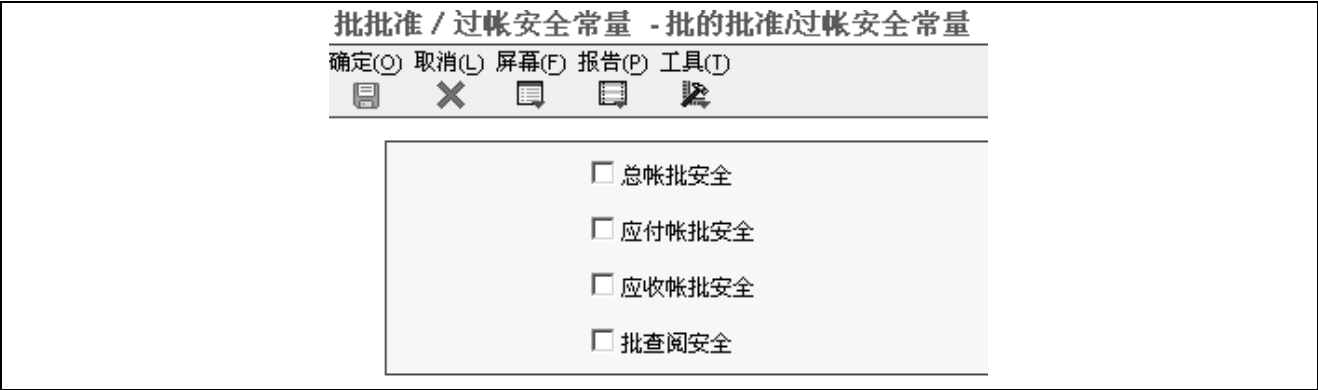 批批准 / 过帐安全常量 - 批的批准/过帐安全常量
确定(O) 取消(L) 屏幕(F) 报告(P) 工具(T)
总帐批安全
应付帐批安全
应收帐批安全
批查阅安全